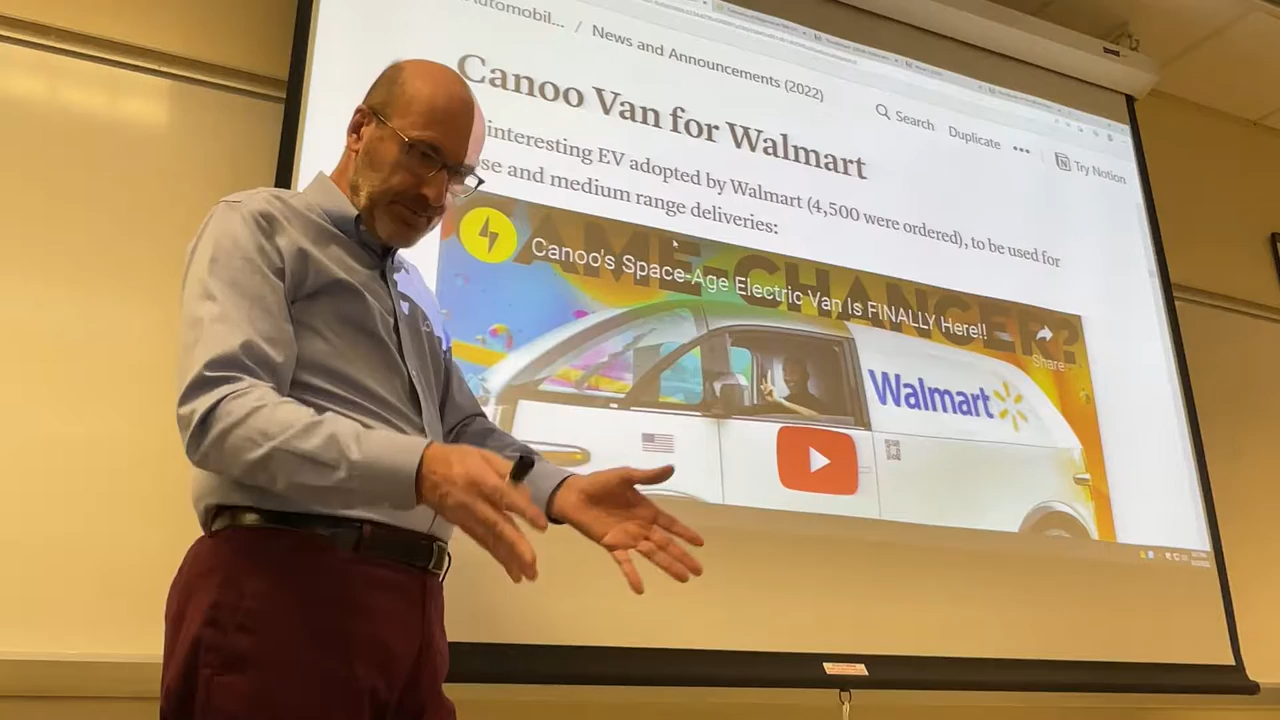 Automobil... / News and Announcements (2022)
Search
Duplicate
Try Notion
Canoo Van for Walmart
interesting EV adopted by Walmart (4,500 were ordered), to be used for
and medium range deliveries:
Canoo's Space-Age Electric Van Is FINALLY Here!!
Share
Walmart